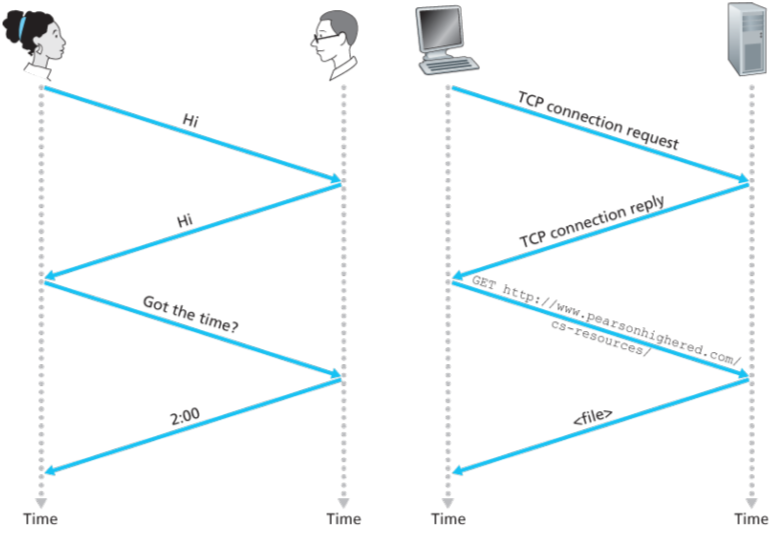 Hi
Hi
Got the time?
2:00
Time
Time
TCP connection request
TCP connection reply
GET http://www.pearsonhighered.com/
cs-resources/
<file>
Time
Time